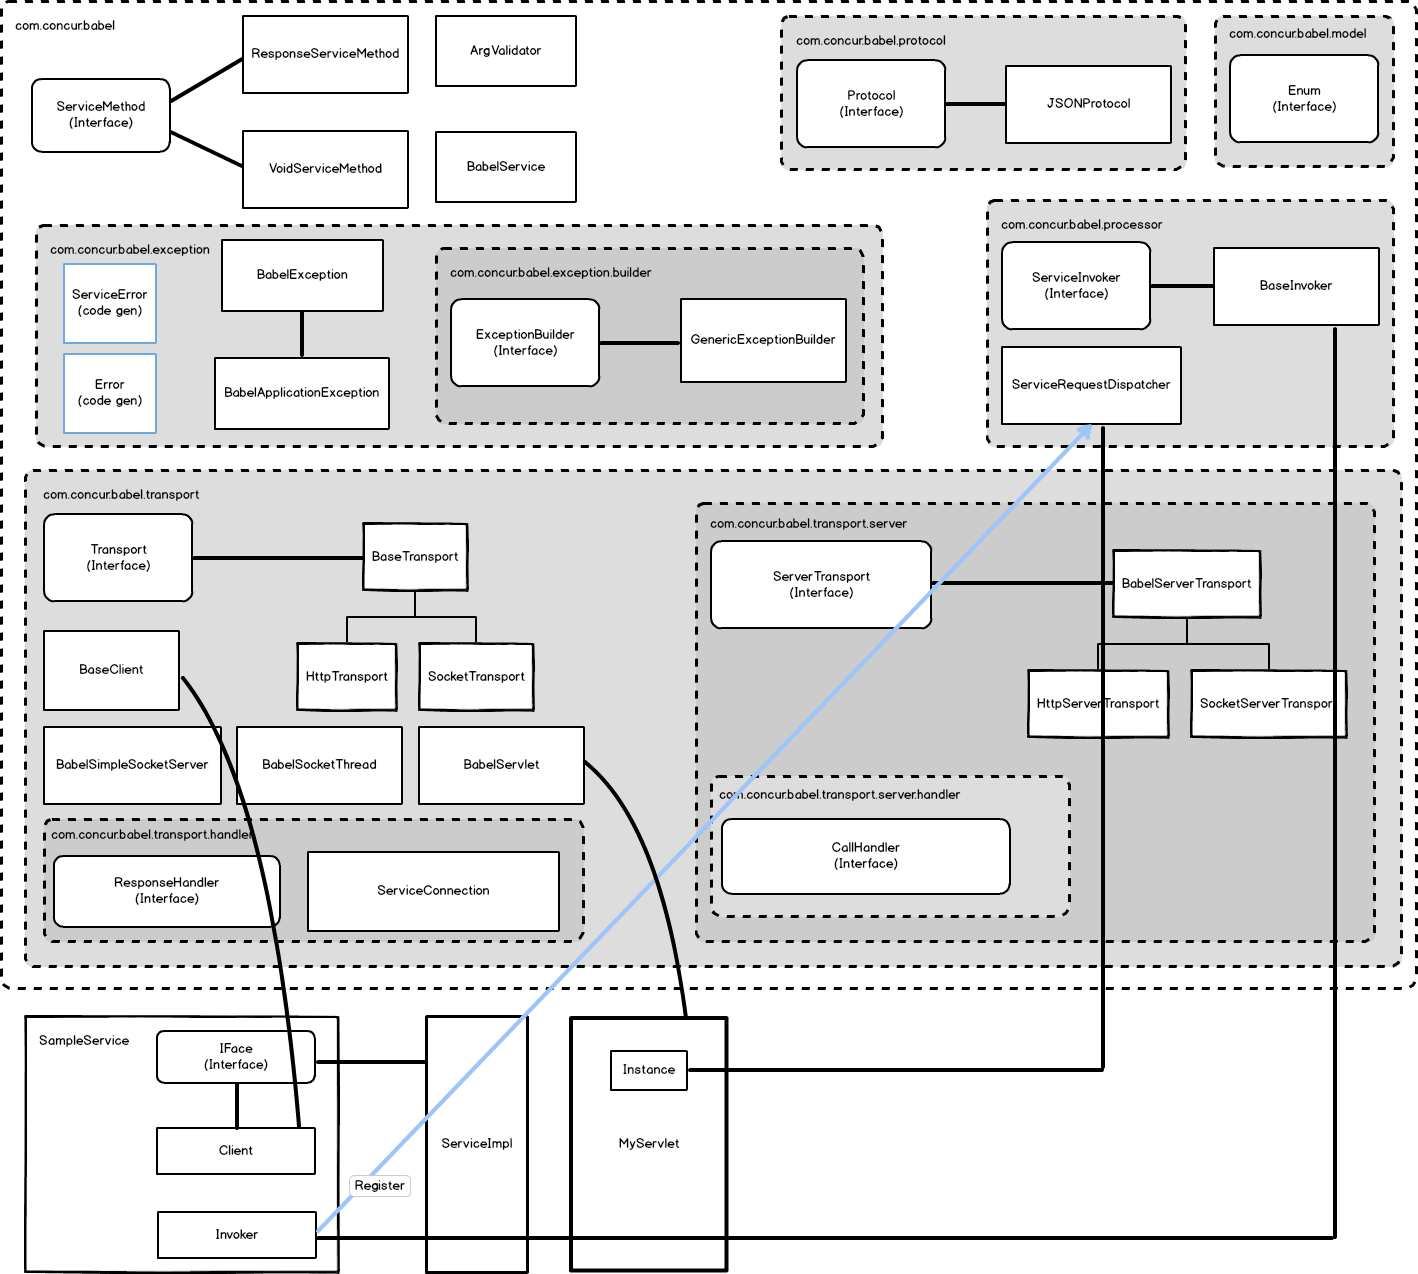 com.concur.babel
ResponseServiceMethod
ArgValidator
ServiceMethod
(Interface)
VoidServiceMethod
BabelService
com.concur.babel.protocol
Protocol
(Interface)
JSONProtocol
com.concur.babel.model
Enum
(Interface)
com.concur.babel.exception
ServiceError
(code gen)
Error
(code gen)
BabelException
BabelApplicationException
com.concur.babel.exception.builder
ExceptionBuilder
(Interface)
GenericExceptionBuilder
com.concur.babel.processor
ServiceInvoker
(Interface)
BaseInvoker
ServiceRequestDispatcher
com.concur.babel.transport
Transport
(Interface)
BaseTransport
BaseClient
HttpTransport
SocketTransport
BabelSimpleSocketServer
BabelSocketThread
BabelServlet
com.concur.babel.transport.handler
ResponseHandler
(Interface)
ServiceConnection
com.concur.babel.transport.server
ServerTransport
(Interface)
BabelServerTransport
HttpServerTransport
SocketServerTransport
com.concur.babel.transport.server.handler
CallHandler
(Interface)
SampleService
IFace
(Interface)
Client
Invoker
Register
ServiceImpl
Instance
MyServlet